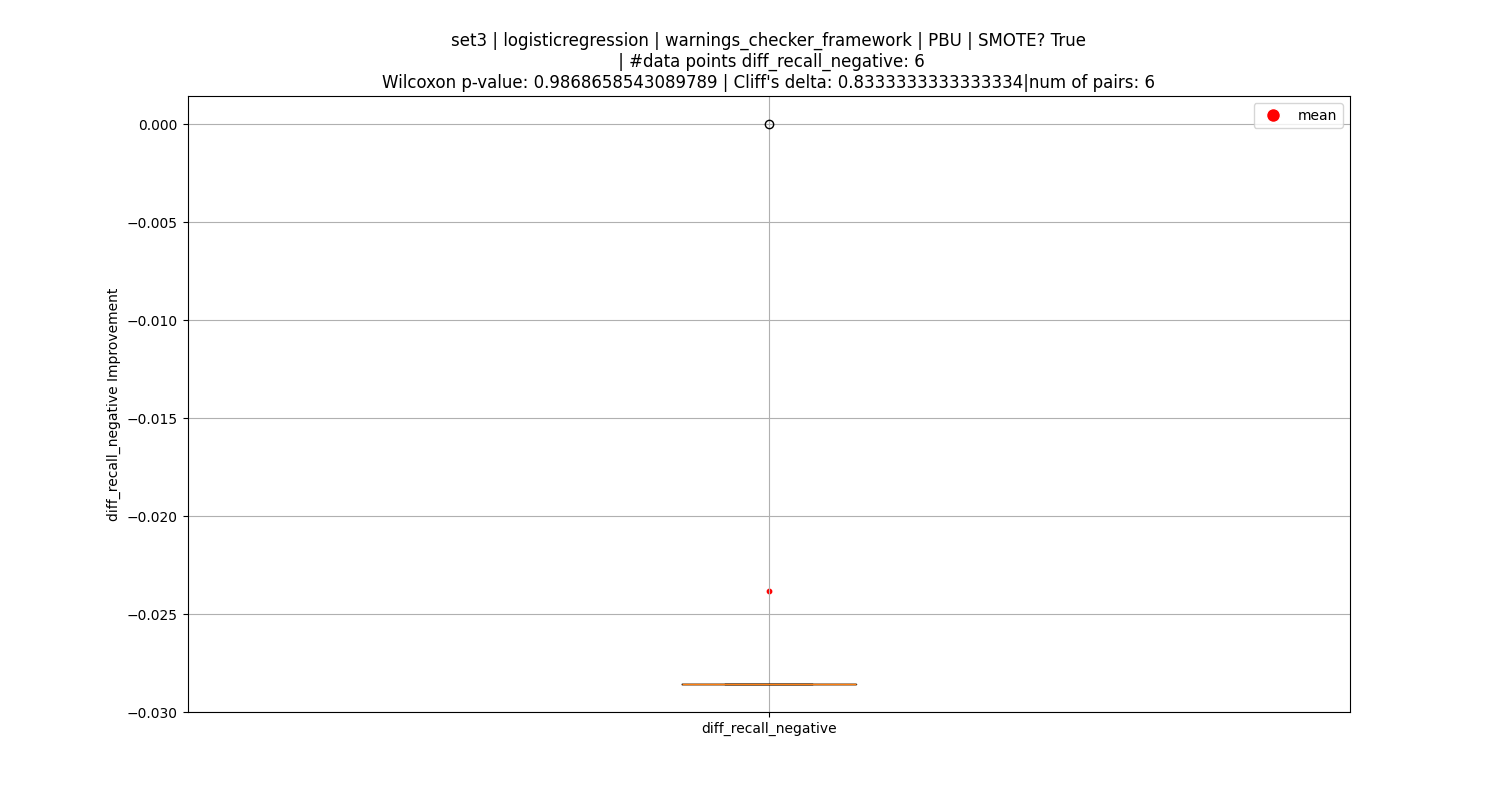 set3 | logisticregression | warnings_checker_framework | PBU | SMOTE? True
| #data points diff_recall_negative: 6
Wilcoxon p-value: 0.9868658543089789 | Cliff's delta: 0.8333333333333334|num of pairs: 6
mean
0.000
−0.005
−0.010
−0.015
−0.020
−0.025
−0.030
diff_recall_negative Improvement
diff_recall_negative